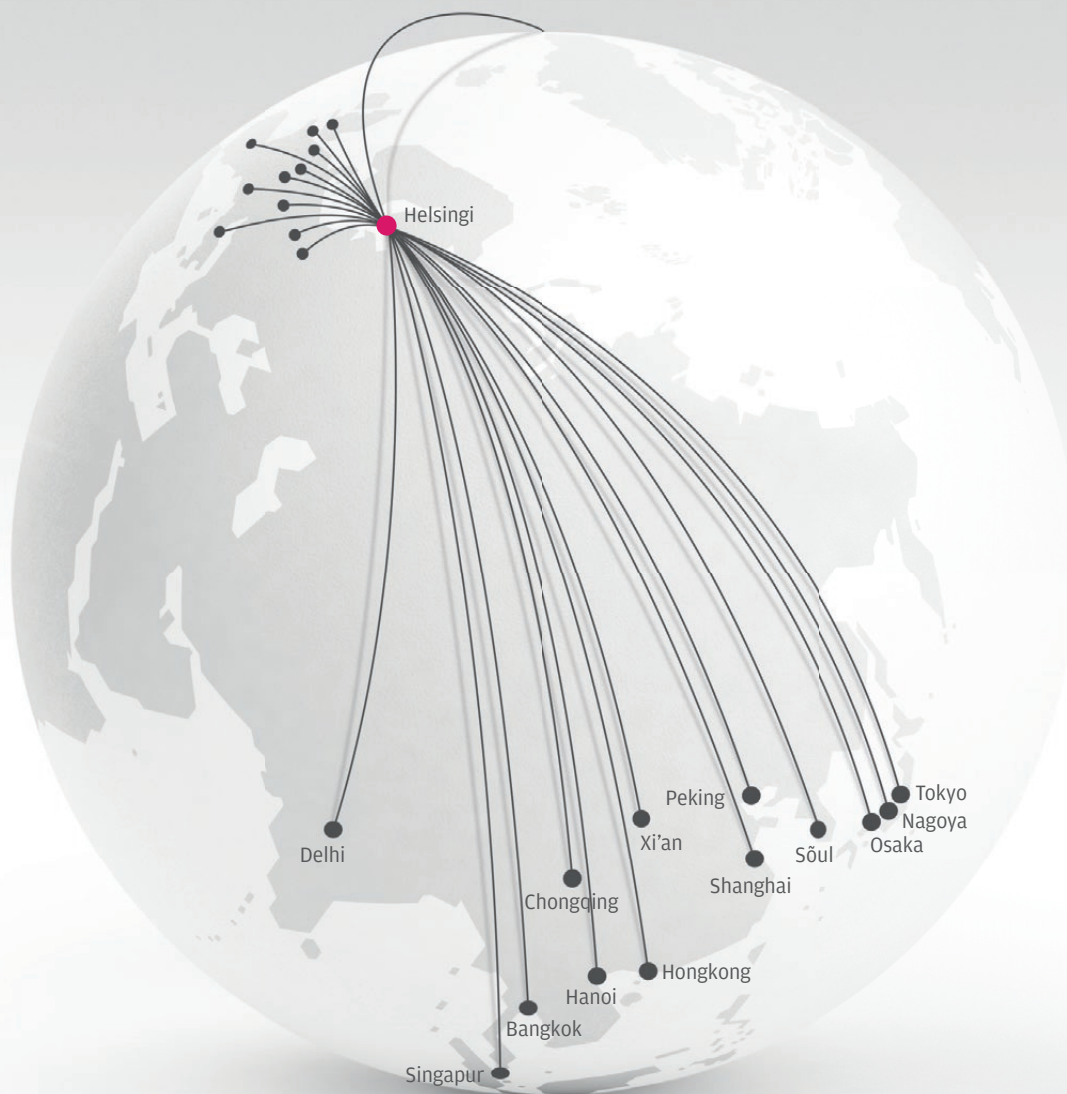 Helsingi
Peking
Tokyo
Nagoya
Osaka
Sõul
Xi’an
Delhi
Shanghai
Chongqing
Hongkong
Hanoi
Bangkok
Singapur